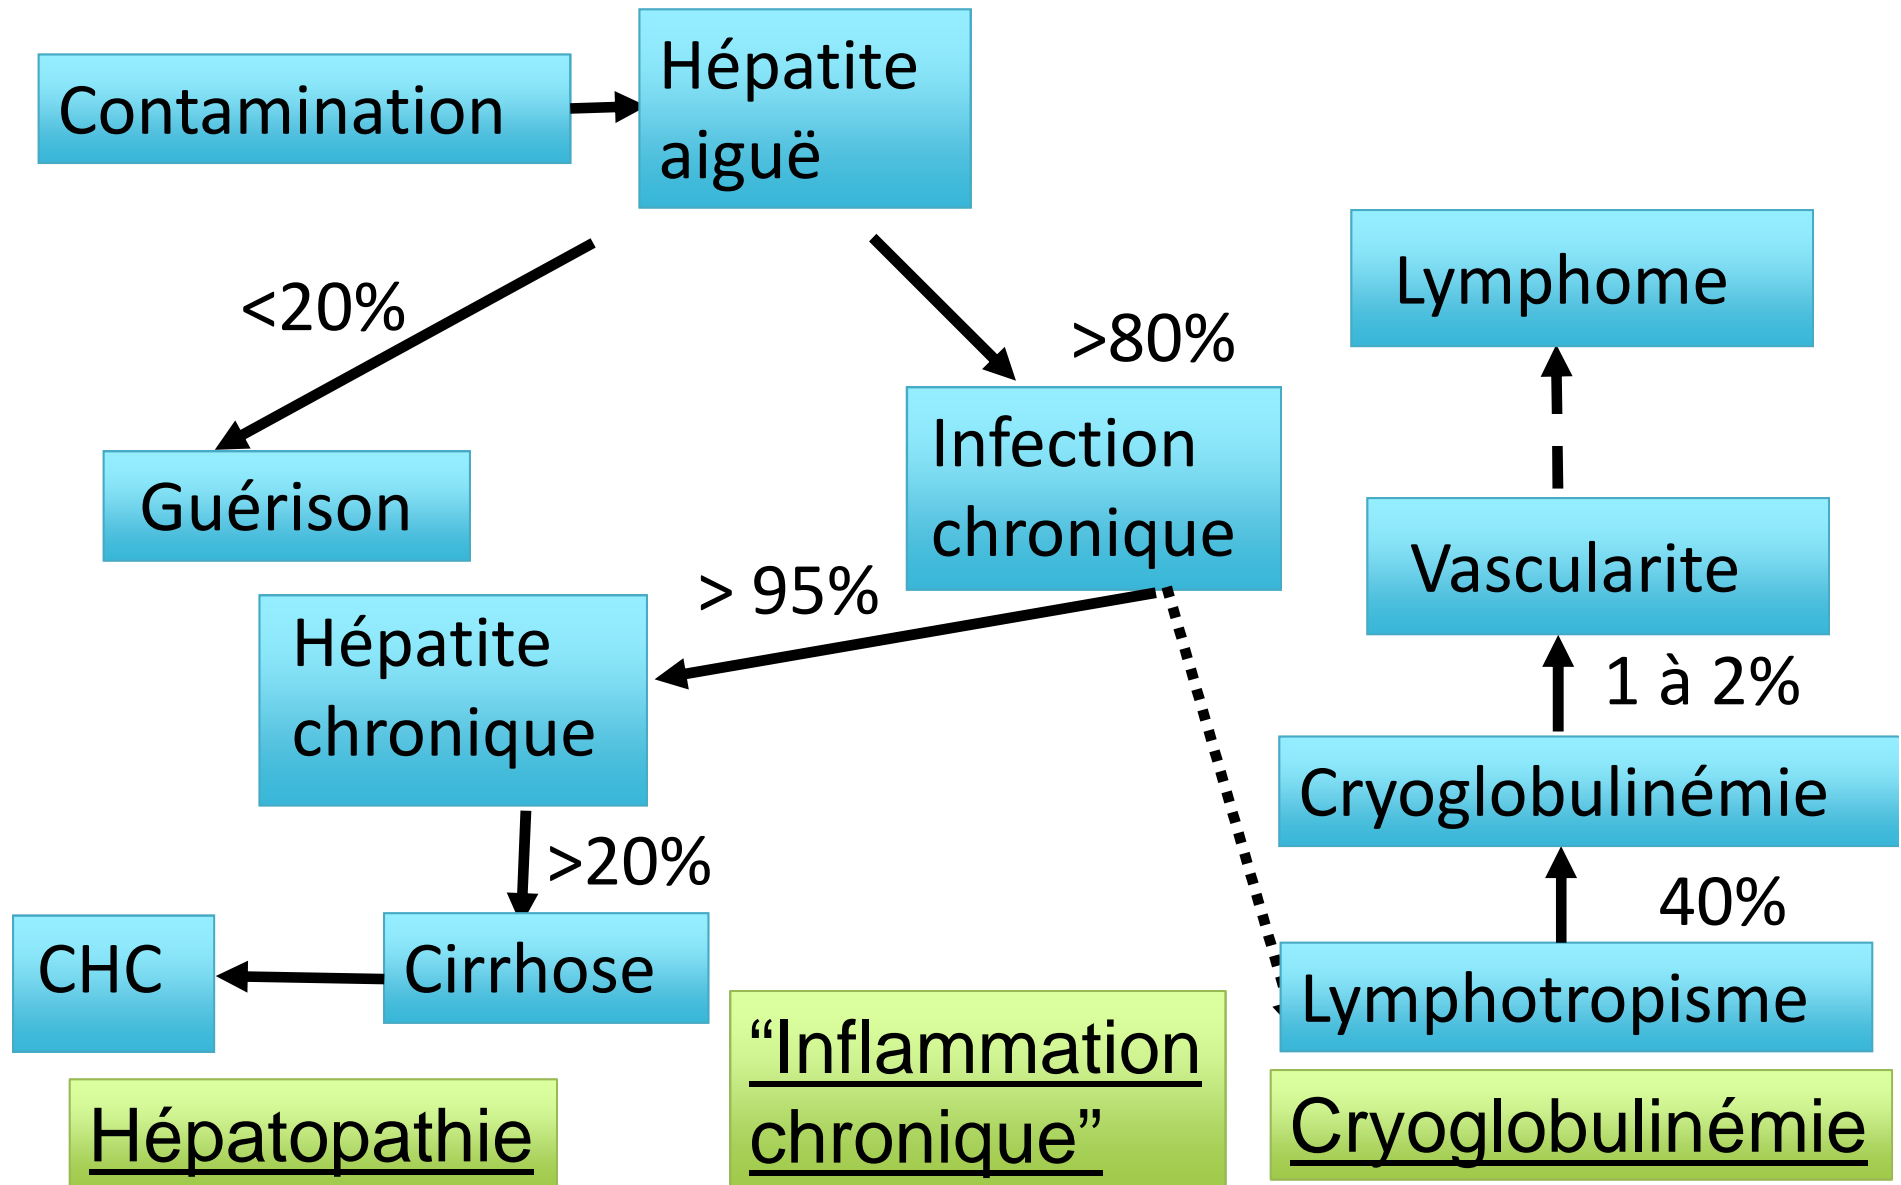 Contamination
Hépatite
aiguë
<20%
>80%
Lymphome
Guérison
Infection
chronique
> 95%
Vascularite
Hépatite
chronique
1 à 2%
Cryoglobulinémie
>20%
40%
CHC
Cirrhose
Lymphotropisme
Hépatopathie
“Inflammation
chronique”
Cryoglobulinémie